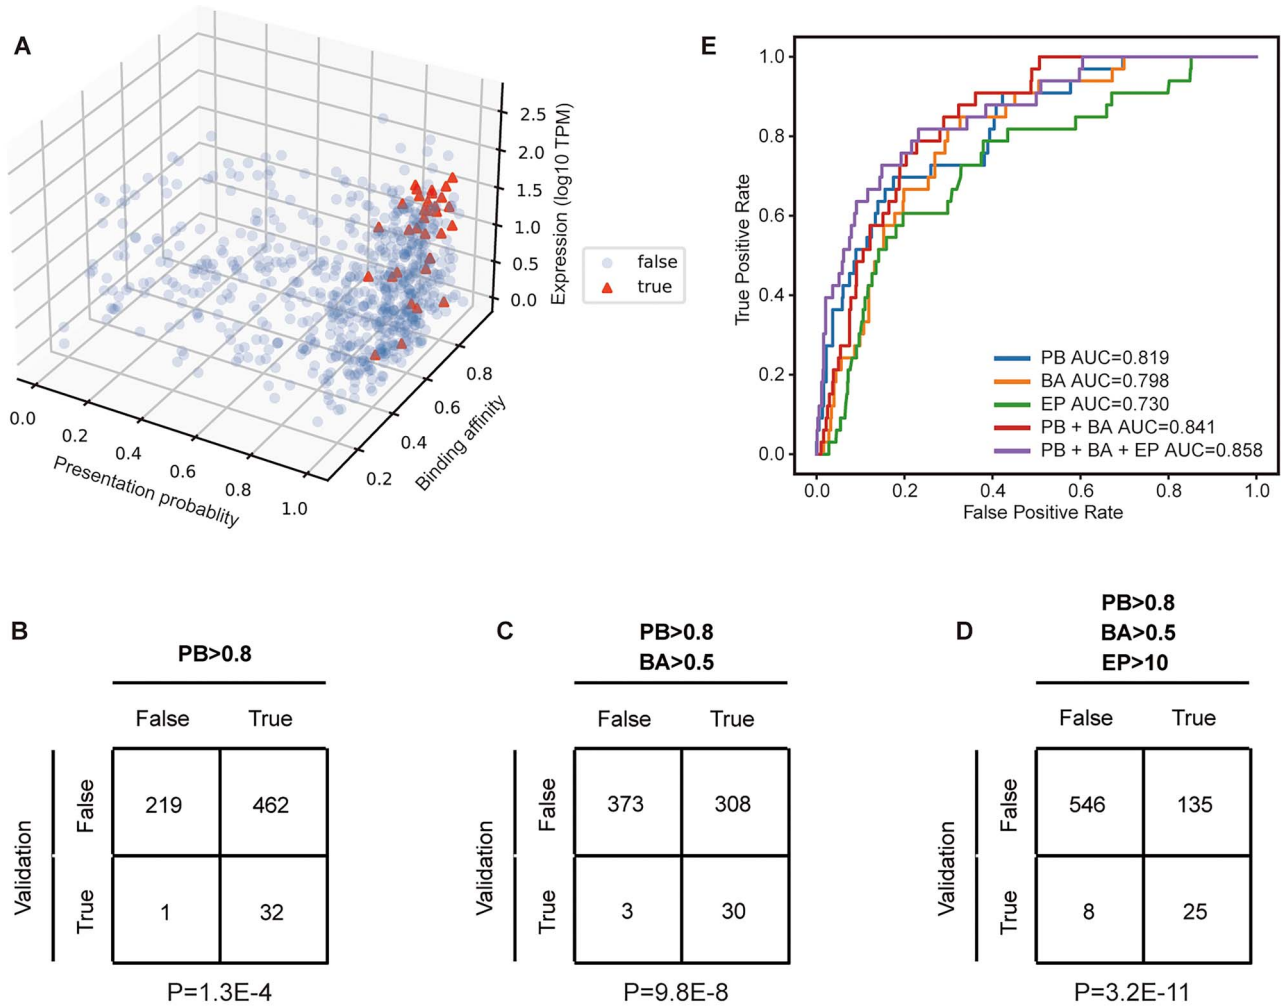 A
2.5
2.0
1.5
1.0
0.5
0.0
Expression (log10 TPM)
0.8
0.6
0.4
0.2
Binding affinity
0.0
0.2
0.4
0.6
0.8
1.0
Presentation probablity
false
true
E
1.0
0.8
0.6
0.4
0.2
0.0
True Positive Rate
PB AUC=0.819
BA AUC=0.798
EP AUC=0.730
PB + BA AUC=0.841
PB + BA + EP AUC=0.858
0.0 0.2 0.4 0.6 0.8 1.0
False Positive Rate
B
PB>0.8
False True
Validation
False
219 462
True
1 32
P=1.3E-4
C
PB>0.8
BA>0.5
False True
Validation
False
373 308
True
3 30
P=9.8E-8
D
PB>0.8
BA>0.5
EP>10
False True
Validation
False
546 135
True
8 25
P=3.2E-11